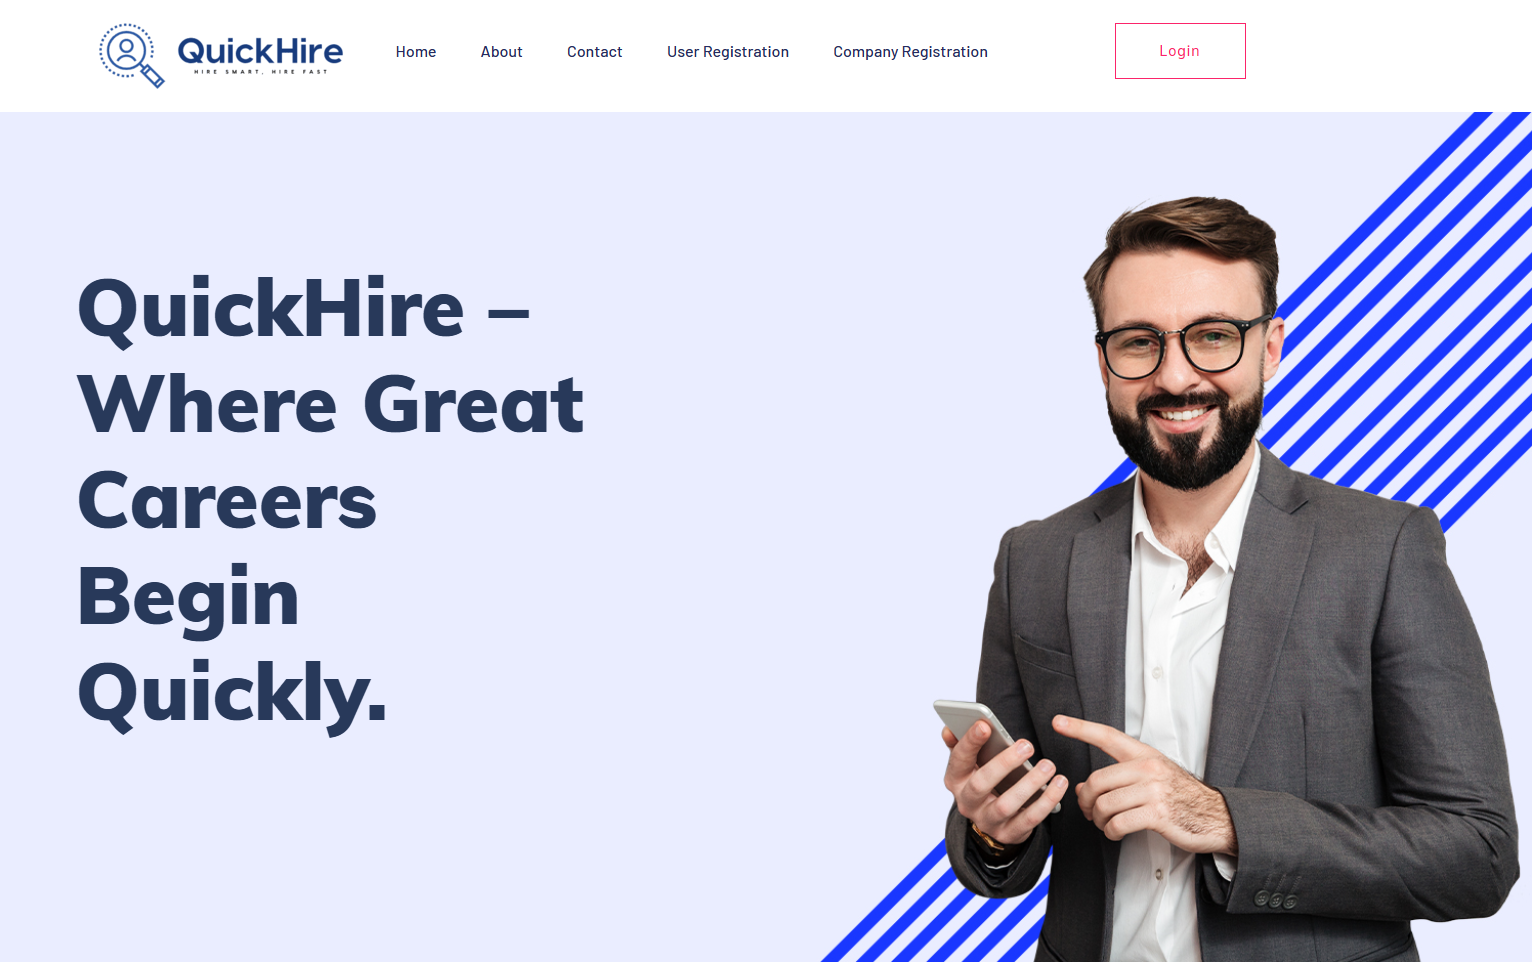 QuickHire
HIRE SMART, HIRE FAST
Home About Contact User Registration Company Registration Login
QuickHire –
Where Great
Careers
Begin
Quickly.